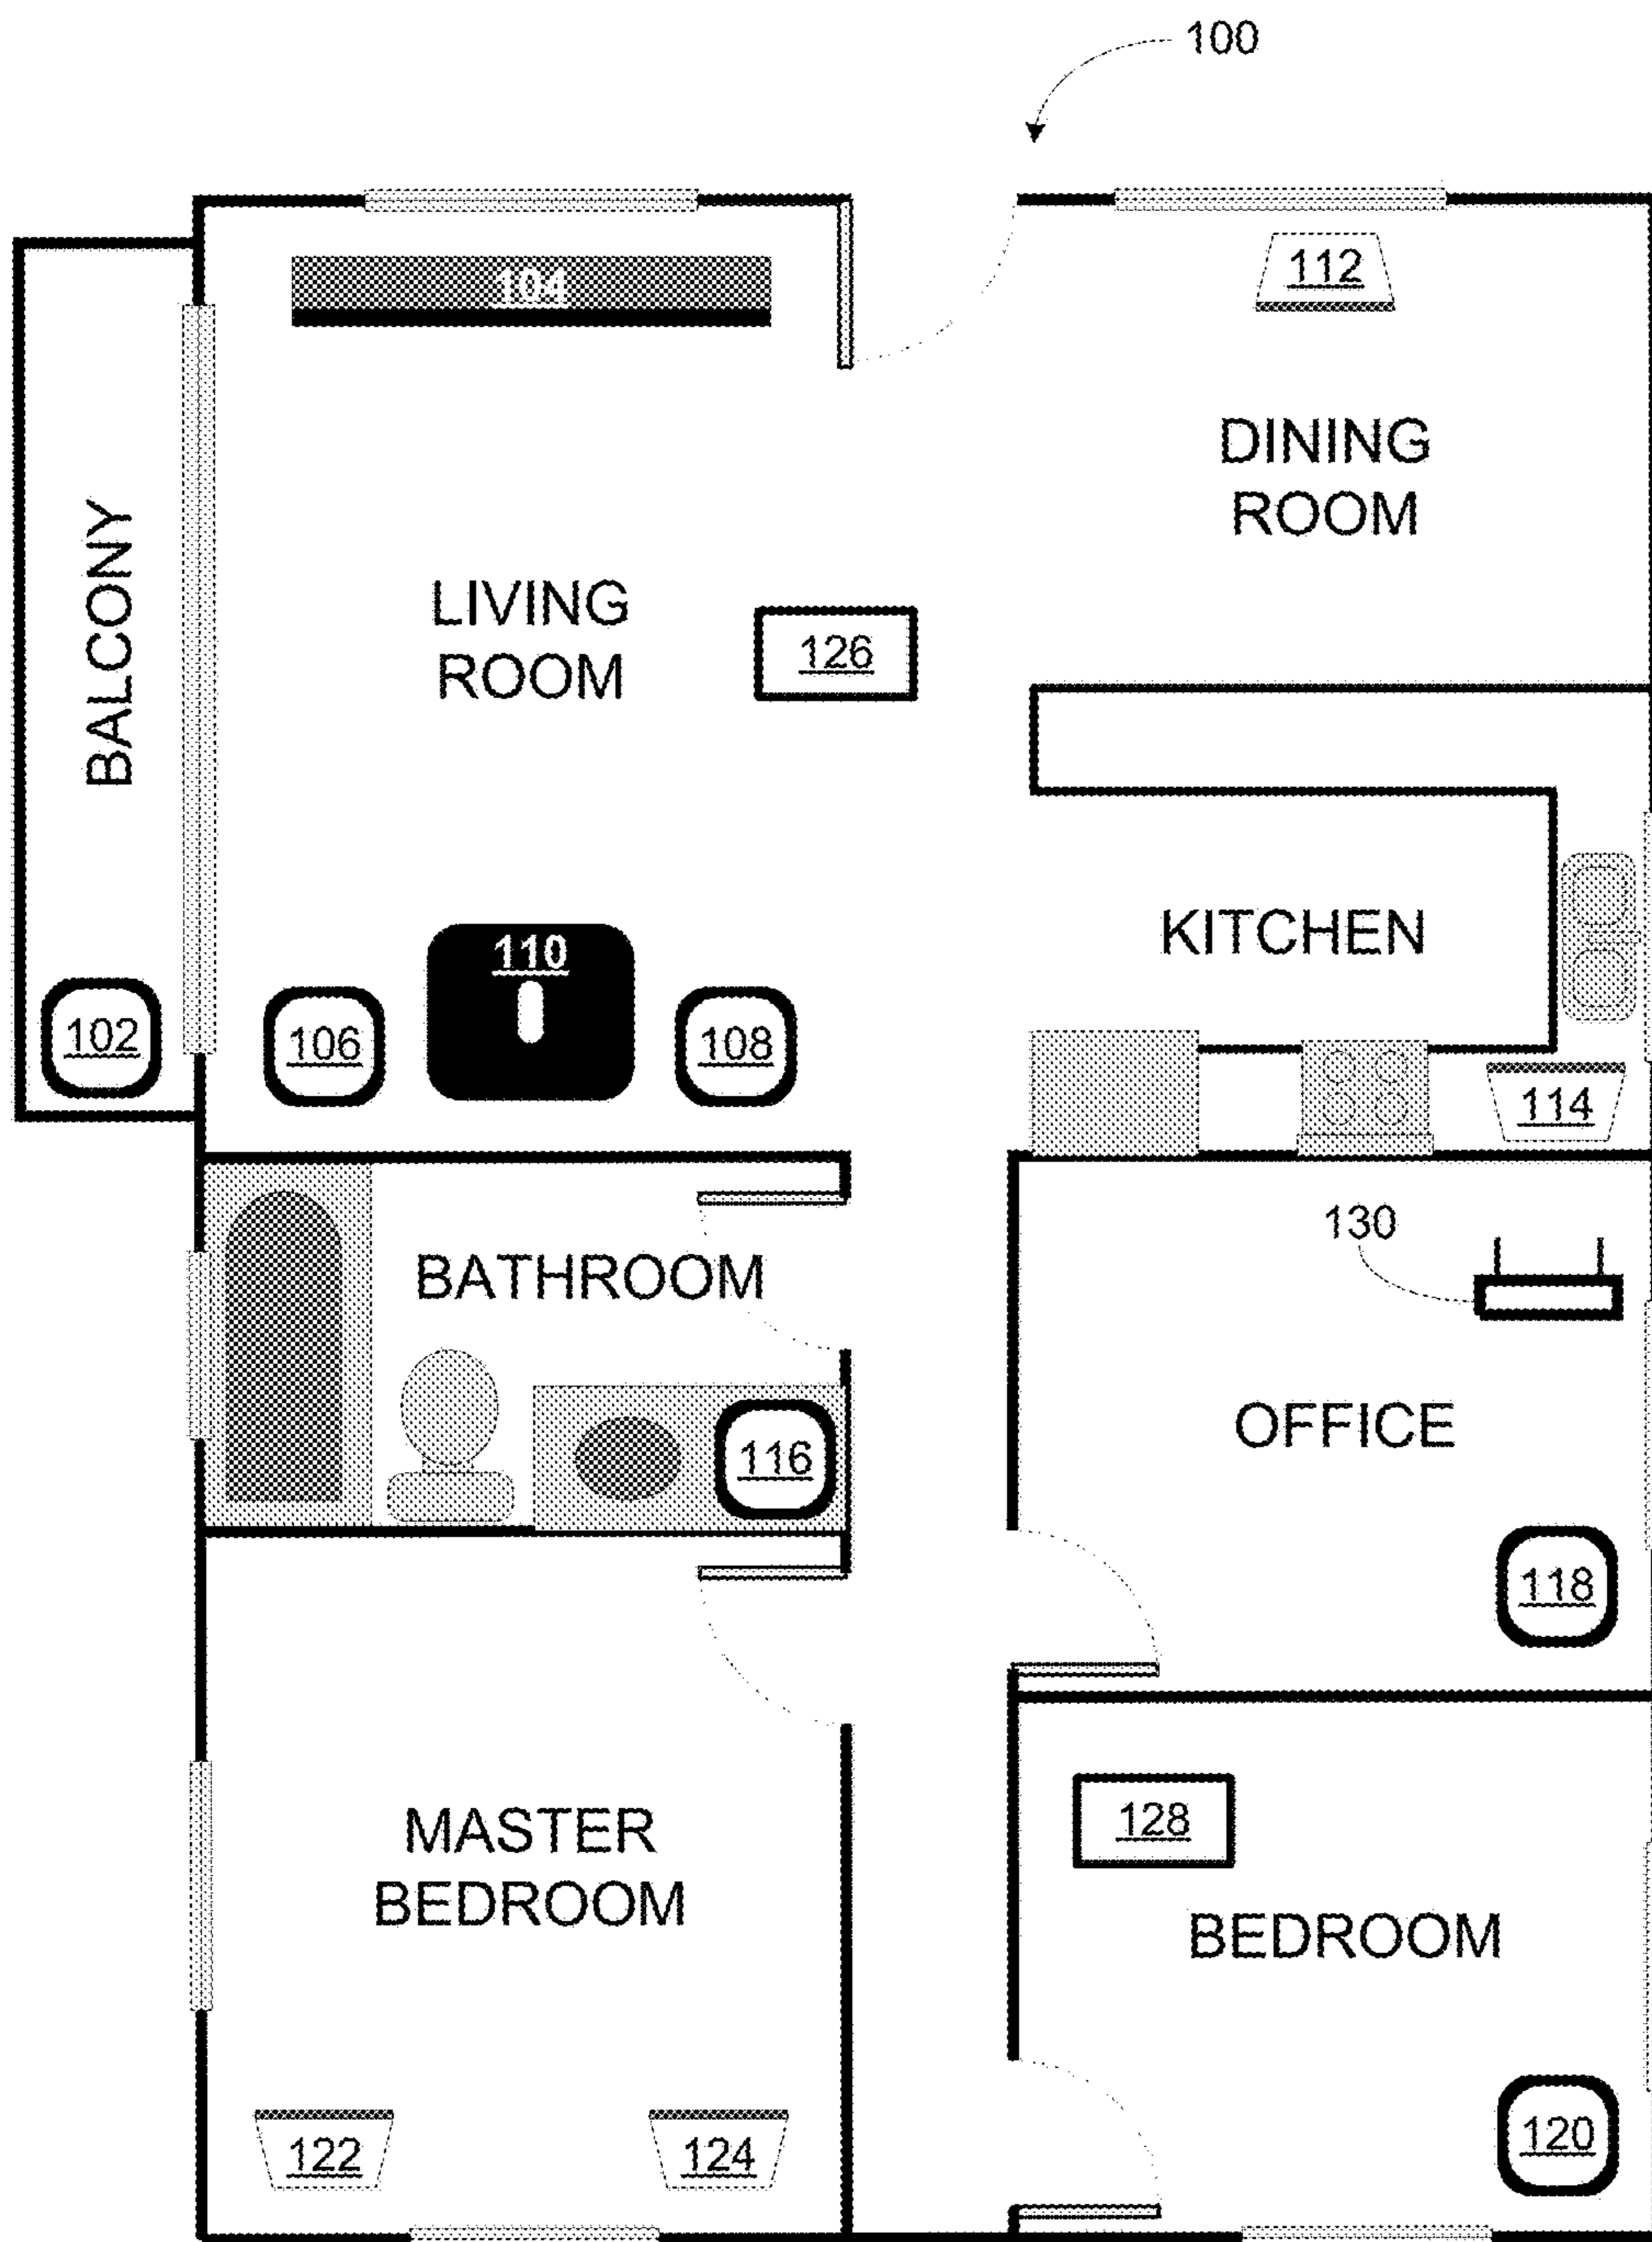 100
104
112
DINING
ROOM
BALCONY
LIVING
ROOM
126
KITCHEN
110
102
106
108
114
130
BATHROOM
OFFICE
116
118
MASTER
BEDROOM
128
BEDROOM
122
124
120